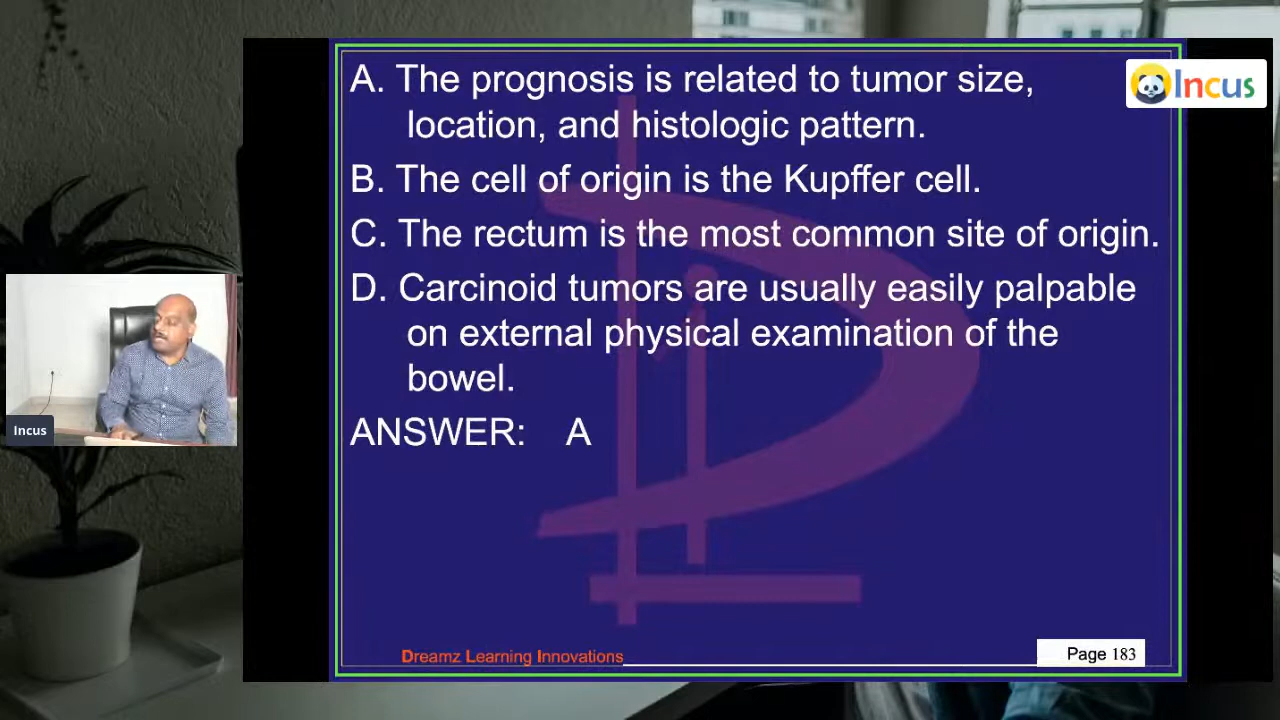 A. The prognosis is related to tumor size,
location, and histologic pattern.
B. The cell of origin is the Kupffer cell.
C. The rectum is the most common site of origin.
D. Carcinoid tumors are usually easily palpable
on external physical examination of the
bowel.
ANSWER: A
Incus
Incus
Dreamz Learning Innovations
Page 183